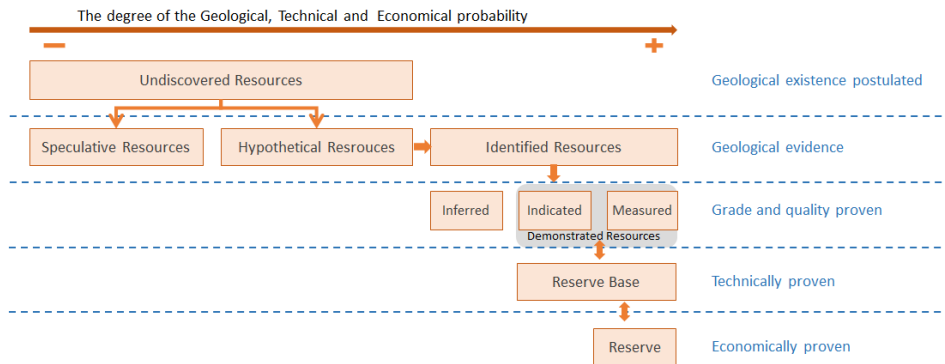 The degree of the Geological, Technical and Economical probability
Undiscovered Resources
Geological existence postulated
Speculative Resources
Hypothetical Resrouces
Identified Resources
Geological evidence
Inferred
Indicated
Measured
Grade and quality proven
Demonstrated Resources
Reserve Base
Technically proven
Reserve
Economically proven